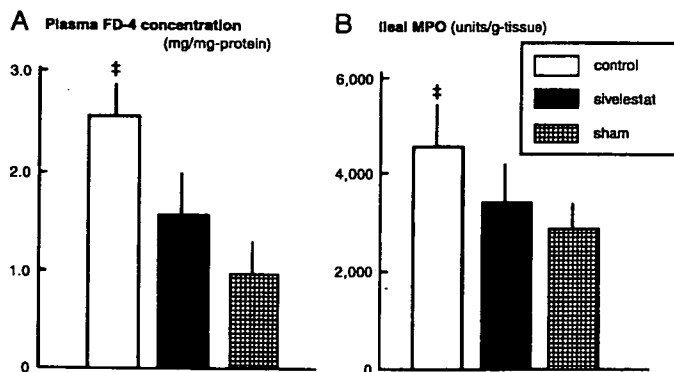 A Plasma FD-4 concentration
(mg/mg-protein)
3.0
2.0
1.0
0
‡
B Ileal MPO (units/g-tissue)
6,000
4,000
2,000
0
‡
control
sivelestat
sham